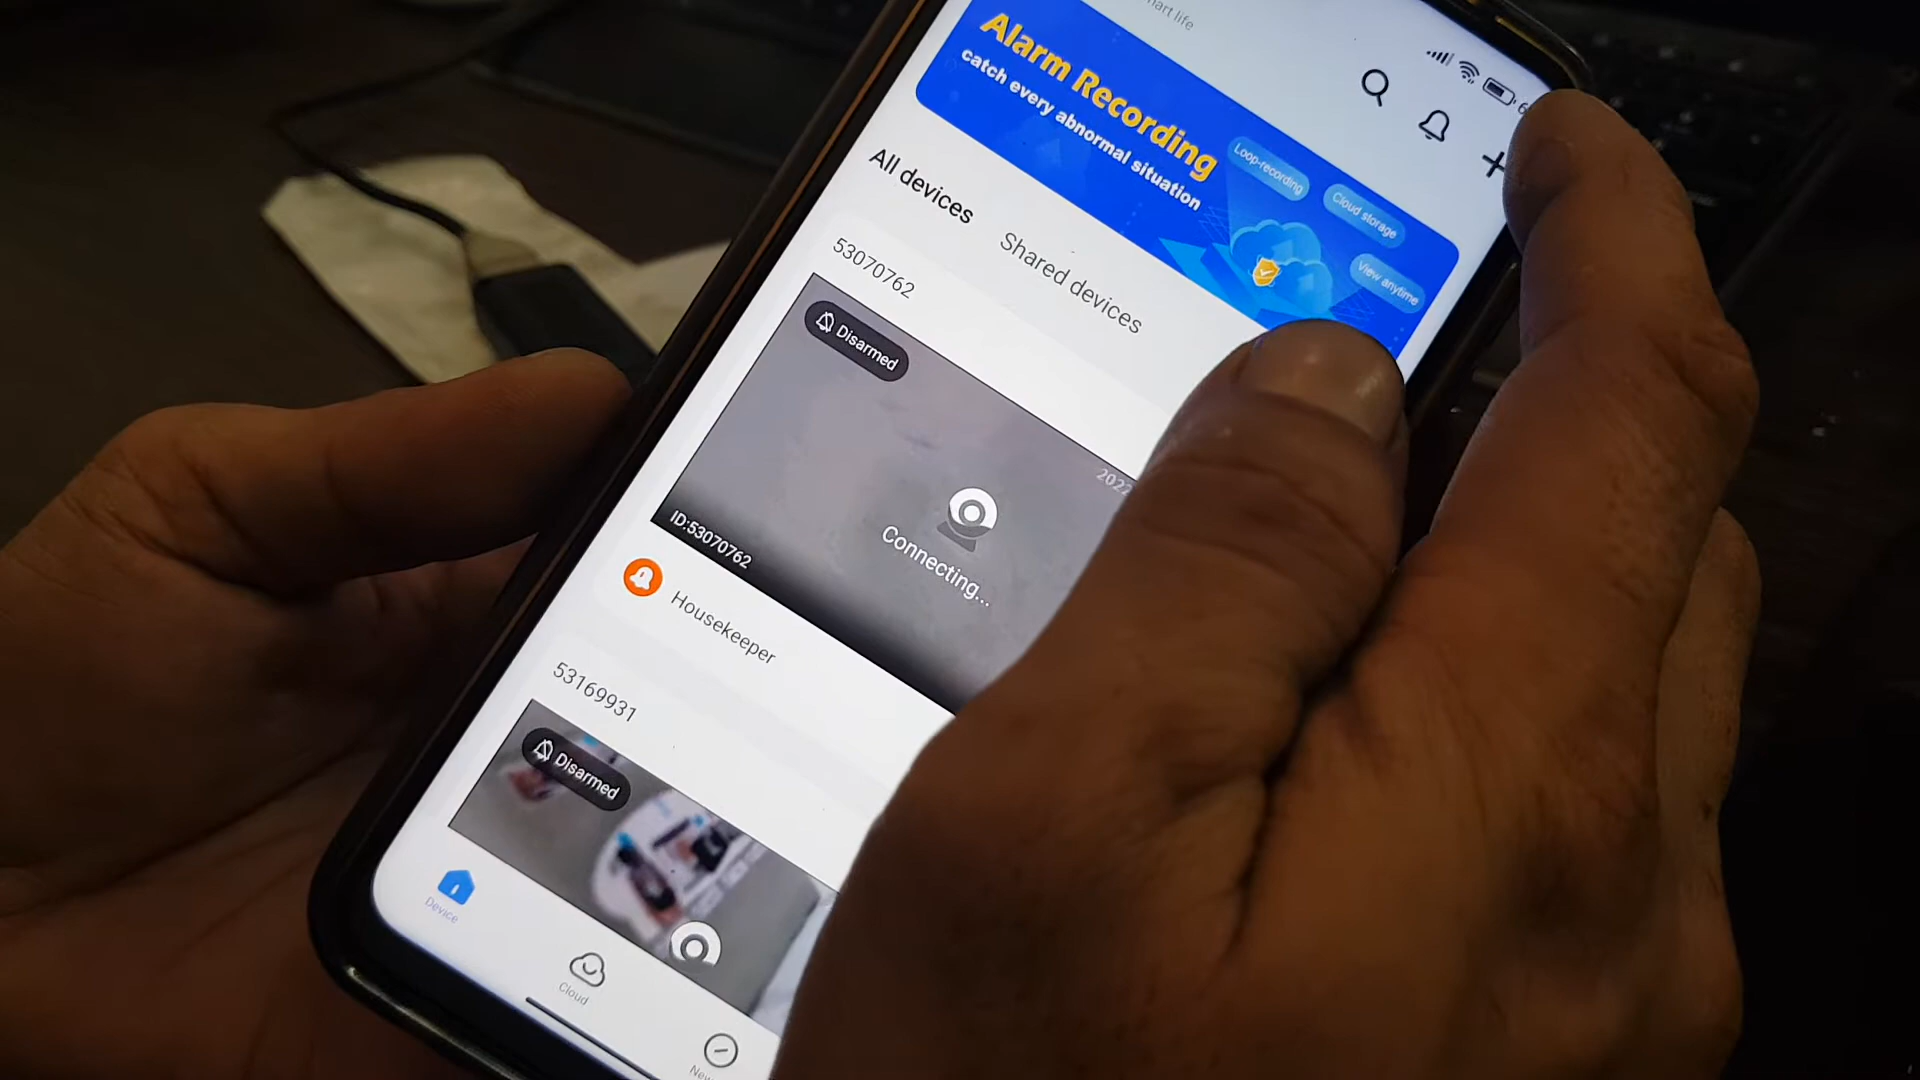 life
Alarm Recording
catch every abnormal situation
Loop-recording
Cloud storage
View anytime
All devices
Shared devices
53070762
Disarmed
2022
Connecting...
ID:53070762
Housekeeper
53169931
Disarmed
Device
Cloud